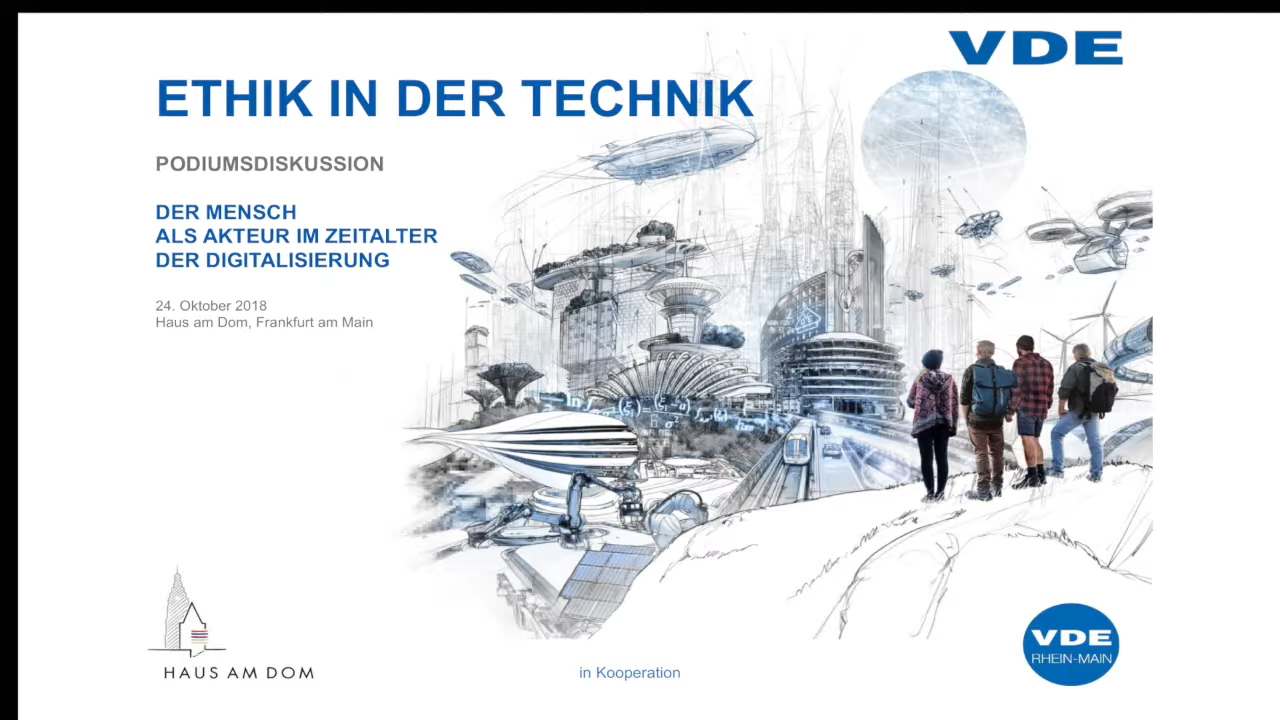 VDE
ETHIK IN DER TECHNIK
PODIUMSDISKUSSION
DER MENSCH
ALS AKTEUR IM ZEITALTER
DER DIGITALISIERUNG
24. Oktober 2018
Haus am Dom, Frankfurt am Main
HAUS AM DOM
in Kooperation
VDE
RHEIN-MAIN